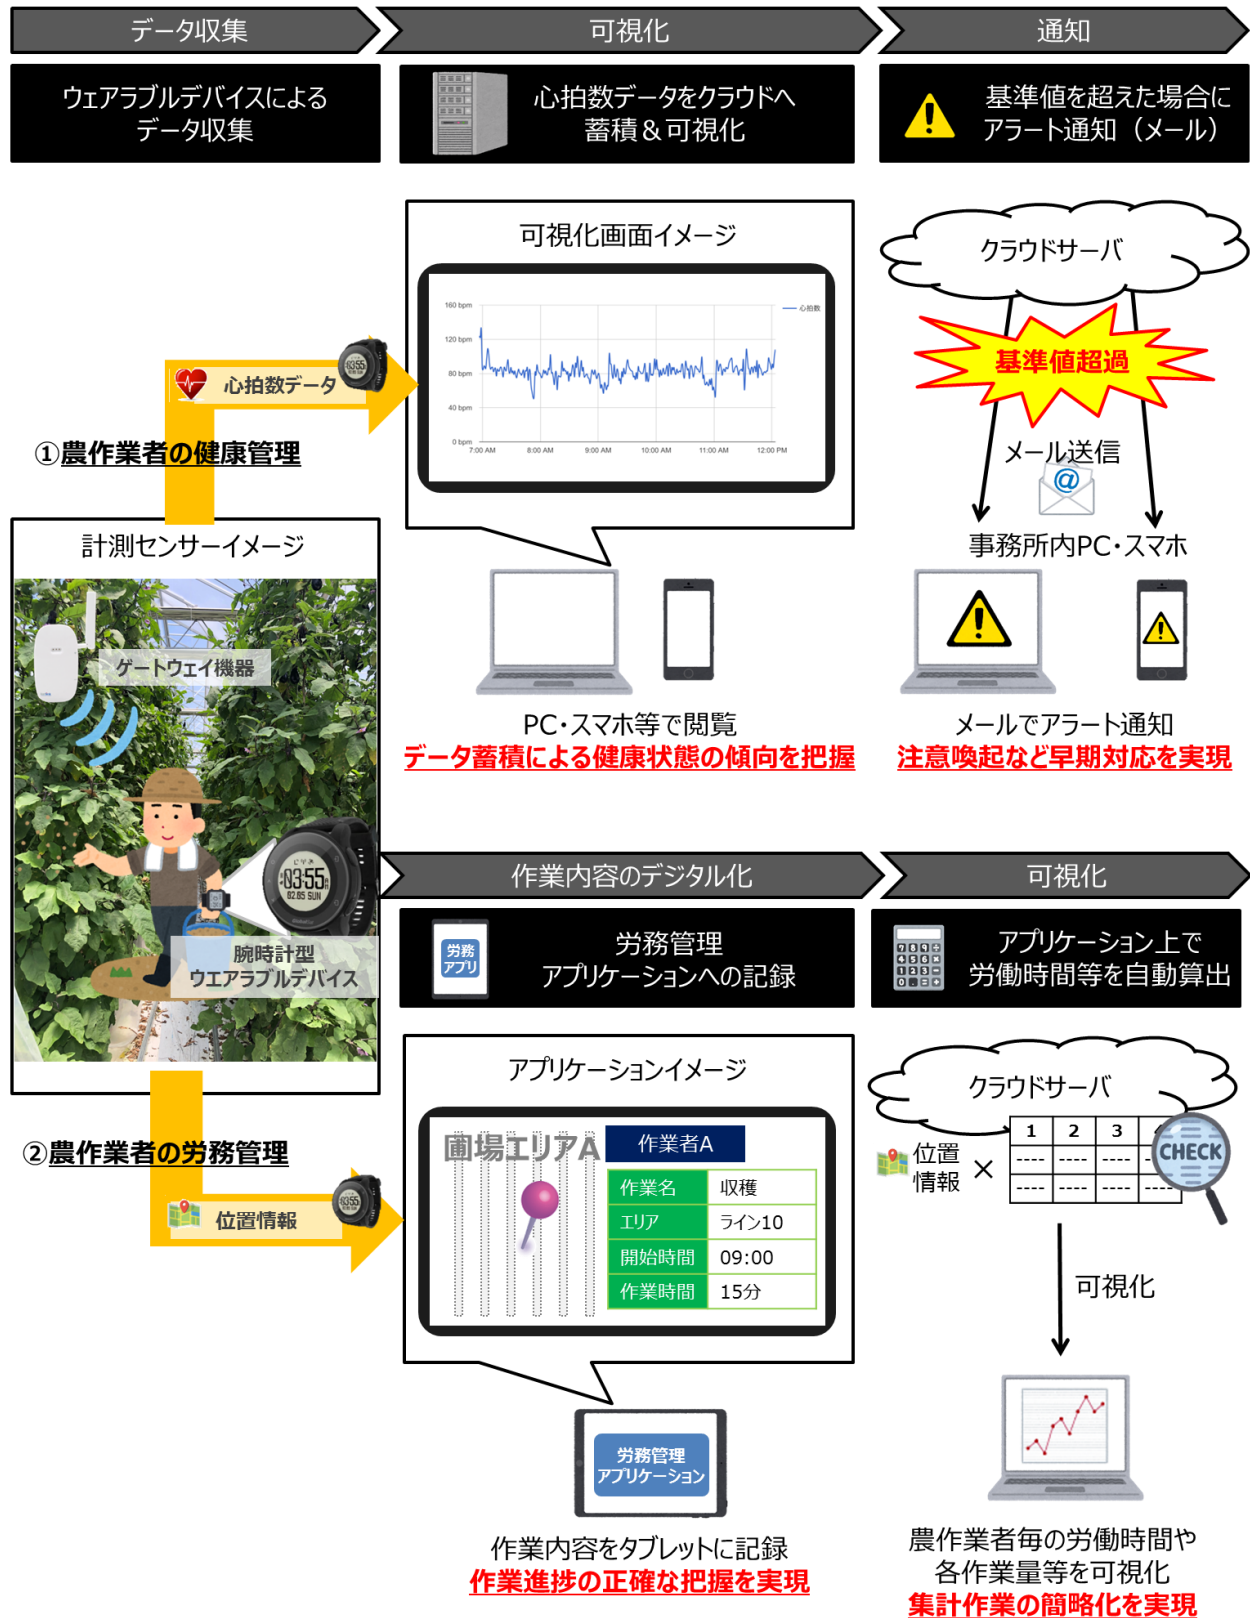 データ収集
可視化
通知
ウェアラブルデバイスによる
データ収集
心拍数データをクラウドへ
蓄積＆可視化
基準値を超えた場合に
アラート通知（メール）
可視化画面イメージ
160 bpm
120 bpm
80 bpm
40 bpm
0 bpm
7:00 AM
8:00 AM
9:00 AM
10:00 AM
11:00 AM
12:00 PM
心拍数
クラウドサーバ
基準値超過
メール送信
@
事務所内PC・スマホ
心拍数データ
①農作業者の健康管理
計測センサーイメージ
ゲートウェイ機器
03:55
02.05 SUN
腕時計型
ウエアラブルデバイス
PC・スマホ等で閲覧
データ蓄積による健康状態の傾向を把握
メールでアラート通知
注意喚起など早期対応を実現
作業内容のデジタル化
可視化
労務
アプリ
労務管理
アプリケーションへの記録
アプリケーション上で
労働時間等を自動算出
アプリケーションイメージ
圃場エリアA
作業者A
作業名 収穫
エリア ライン10
開始時間 09:00
作業時間 15分
②農作業者の労務管理
位置情報
クラウドサーバ
位置
情報
×
1 2 3
---- ---- ---- ----
---- ---- ---- ----
CHECK
可視化
労務管理
アプリケーション
作業内容をタブレットに記録
作業進捗の正確な把握を実現
農作業者毎の労働時間や
各作業量等を可視化
集計作業の簡略化を実現